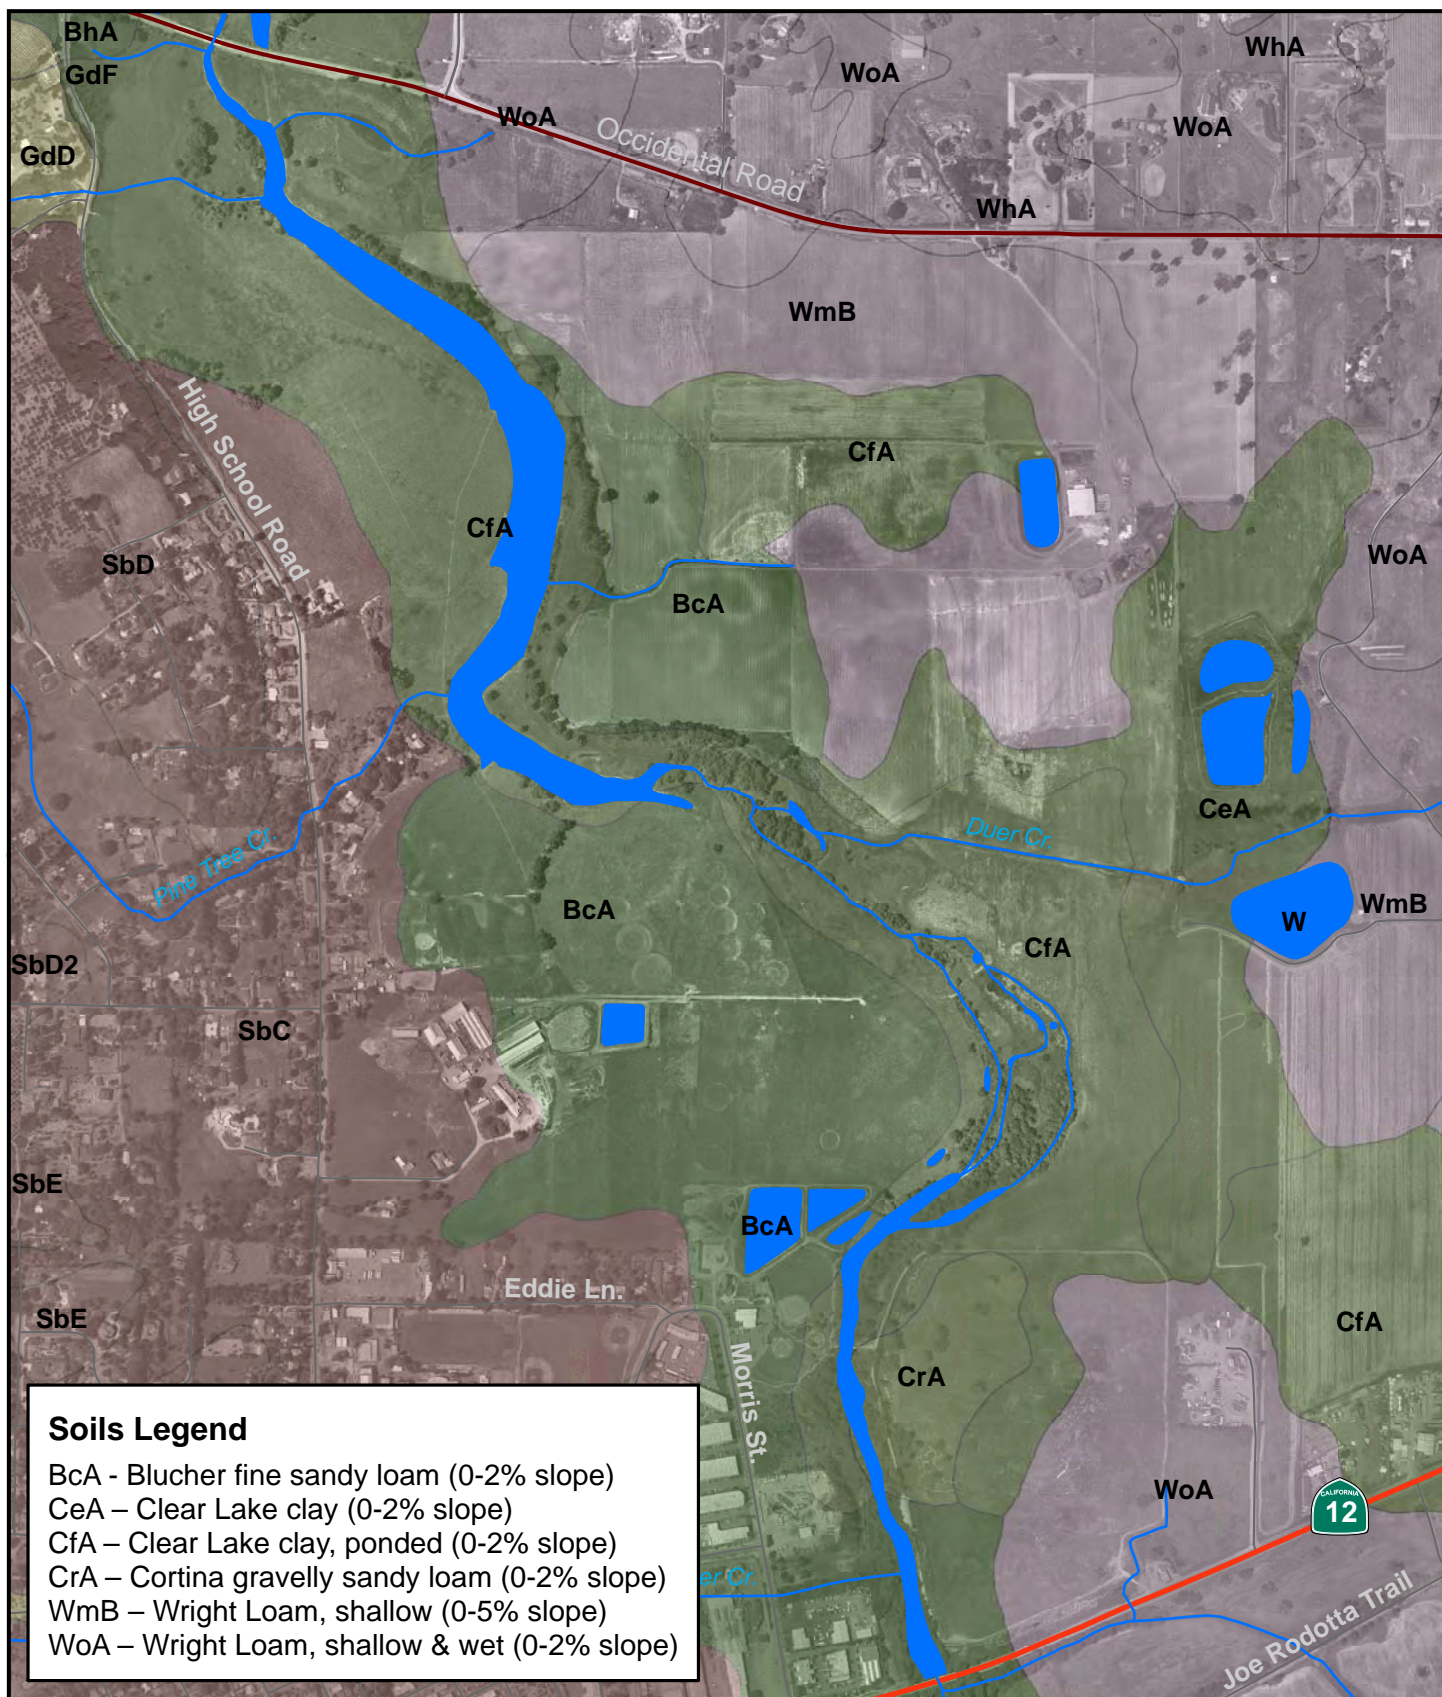 BhA
GdF
WhA
WoA
WoA
WoA
Occidental Road
GdD
WhA
WmB
High School Road
CfA
CfA
SbD
WoA
BcA
CeA
Duer Cr.
Pine Tree Cr.
BcA
WmB
W
CfA
SbD2
SbC
SbE
BcA
Eddie Ln.
SbE
CfA
Morris St.
CrA
WoA
CALIFORNIA
12
er Cr.
Joe Rodotta Trail
Soils Legend
BcA - Blucher fine sandy loam (0-2% slope)
CeA – Clear Lake clay (0-2% slope)
CfA – Clear Lake clay, ponded (0-2% slope)
CrA – Cortina gravelly sandy loam (0-2% slope)
WmB – Wright Loam, shallow (0-5% slope)
WoA – Wright Loam, shallow & wet (0-2% slope)